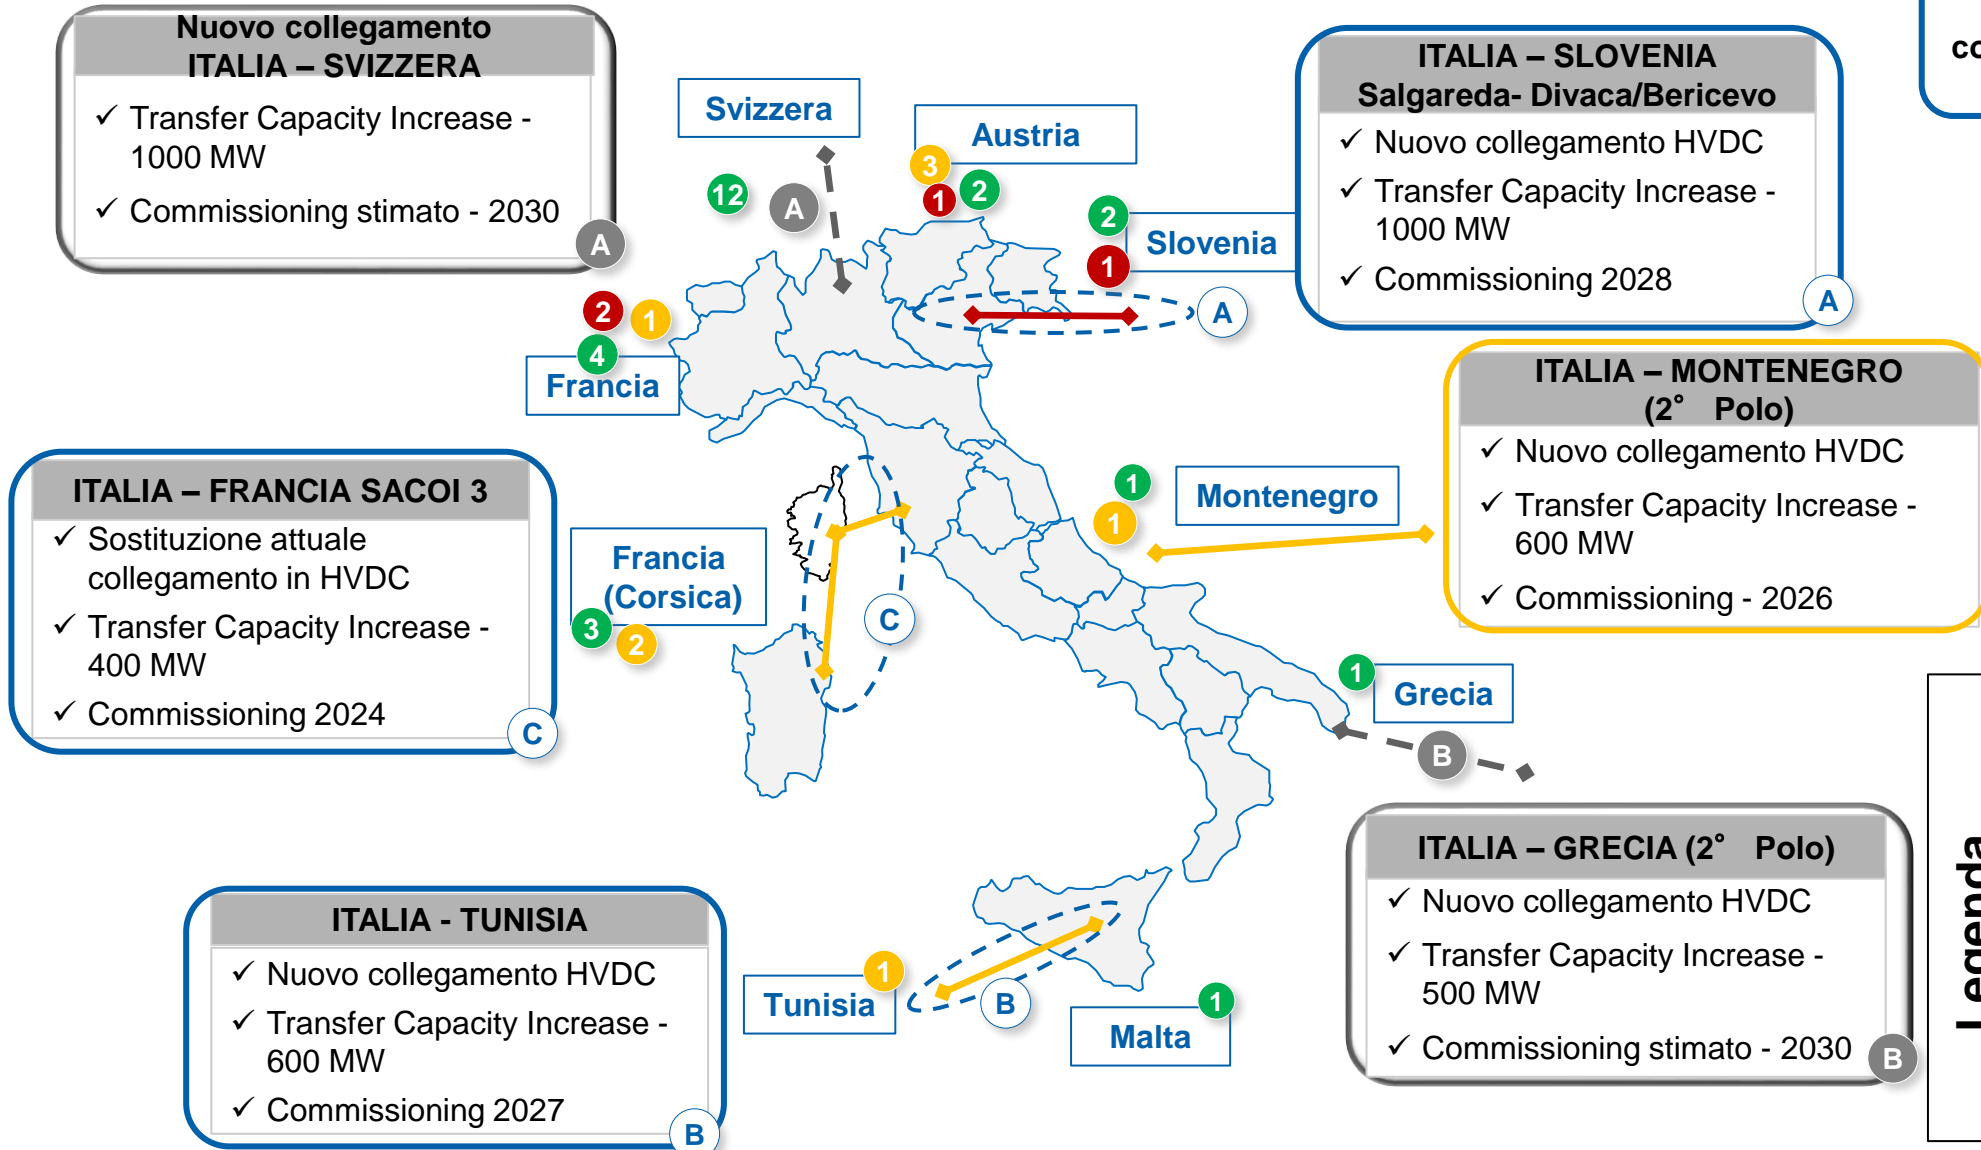 Nuovo collegamento
ITALIA – SVIZZERA
✓ Transfer Capacity Increase -
1000 MW
✓ Commissioning stimato - 2030
A
Svizzera
12
A
Austria
3
1
2
2
Slovenia
1
A
ITALIA – SLOVENIA
Salgareda- Divaca/Bericevo
✓ Nuovo collegamento HVDC
✓ Transfer Capacity Increase -
1000 MW
✓ Commissioning 2028
A
2
1
4
Francia
ITALIA – MONTENEGRO
(2° Polo)
✓ Nuovo collegamento HVDC
✓ Transfer Capacity Increase -
600 MW
✓ Commissioning - 2026
1
1
Montenegro
ITALIA – FRANCIA SACOI 3
✓ Sostituzione attuale
collegamento in HVDC
✓ Transfer Capacity Increase -
400 MW
✓ Commissioning 2024
C
Francia
(Corsica)
3
2
C
1
Grecia
B
ITALIA – GRECIA (2° Polo)
✓ Nuovo collegamento HVDC
✓ Transfer Capacity Increase -
500 MW
✓ Commissioning stimato - 2030
B
ITALIA - TUNISIA
✓ Nuovo collegamento HVDC
✓ Transfer Capacity Increase -
600 MW
✓ Commissioning 2027
B
1
Tunisia
B
1
Malta
Legenda